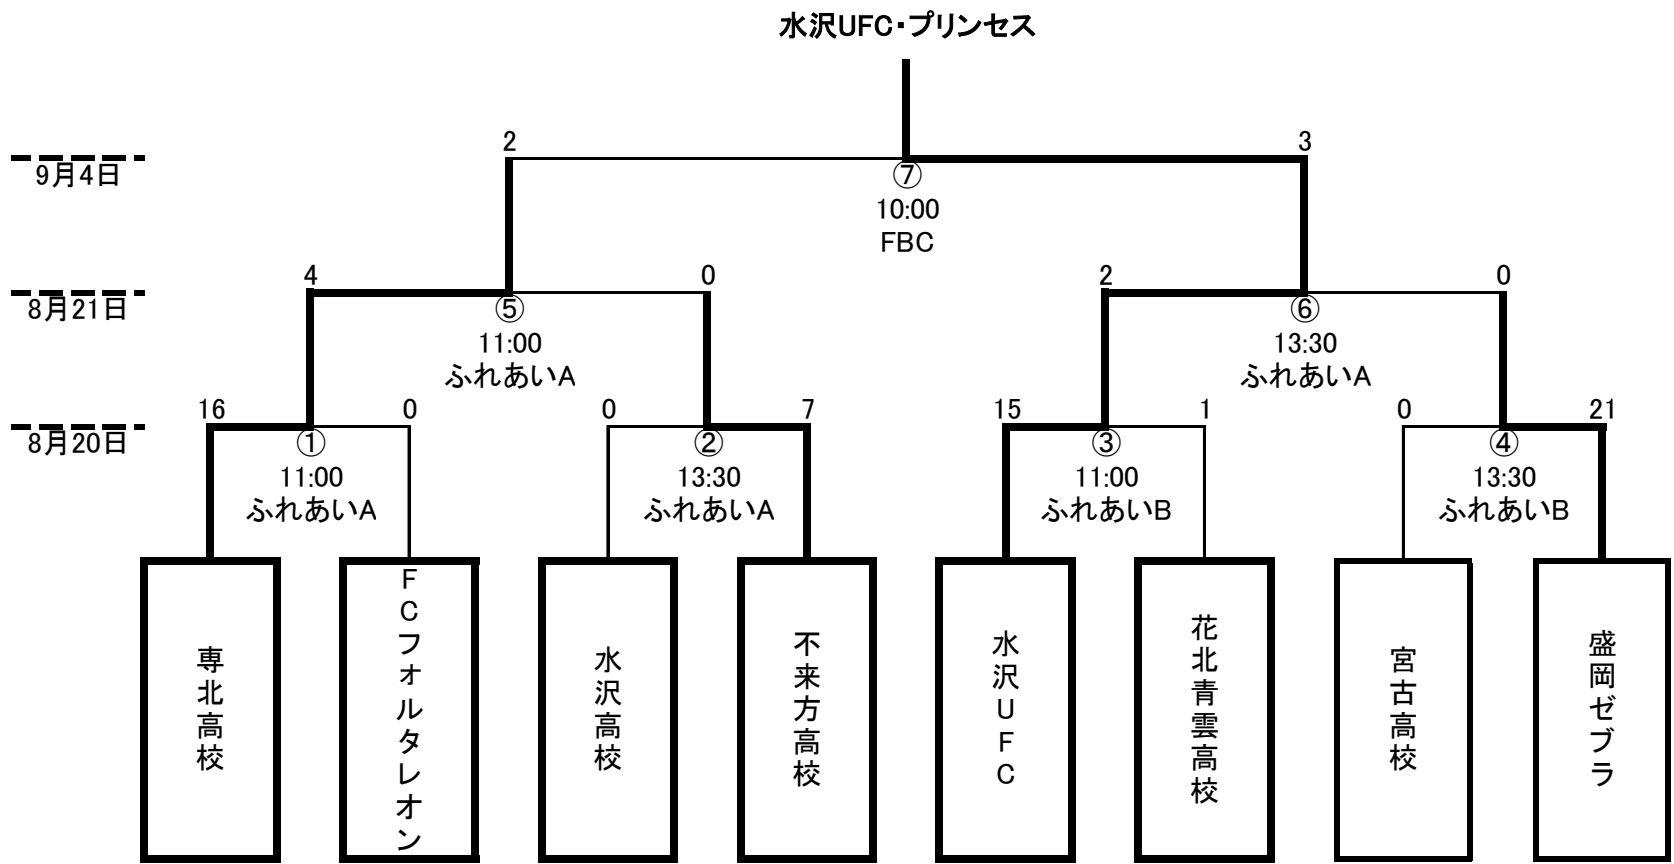 水沢UFC・プリンセス
2
3
9月4日
⑦
10:00
FBC
4
0
2
0
8月21日
⑤
⑥
11:00
13:30
ふれあいA
ふれあいA
16
0
0
7
15
1
0
21
8月20日
①
②
③
④
11:00
13:30
11:00
13:30
ふれあいA
ふれあいA
ふれあいB
ふれあいB
専北高校
FCフォルタレオン
水沢高校
不来方高校
水沢UFC
花北青雲高校
宮古高校
盛岡ゼブラ